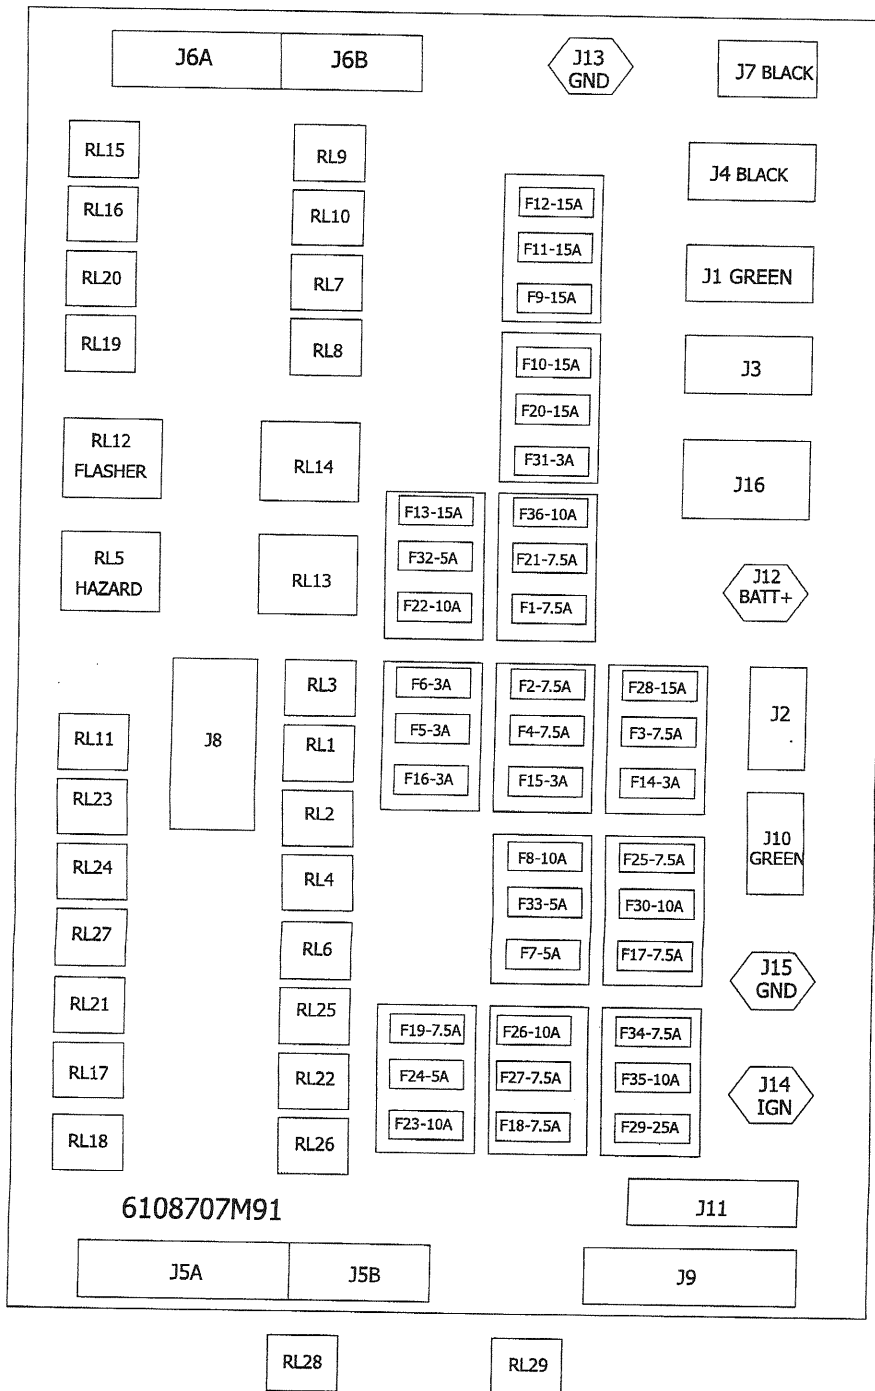 J6A
J6B
J13
GND
J7 BLACK
RL15
RL9
J4 BLACK
RL16
RL10
F12-15A
F11-15A
RL20
RL7
F9-15A
J1 GREEN
RL19
RL8
F10-15A
J3
F20-15A
RL12
FLASHER
RL14
F31-3A
J16
F13-15A
F36-10A
RL5
HAZARD
RL13
F32-5A
F21-7.5A
J12
BATT+
F22-10A
F1-7.5A
RL3
F6-3A
F2-7.5A
F28-15A
J2
RL11
J8
RL1
F5-3A
F4-7.5A
F3-7.5A
F16-3A
F15-3A
F14-3A
RL23
RL2
J10
GREEN
RL24
RL4
F8-10A
F25-7.5A
F33-5A
F30-10A
RL27
RL6
F7-5A
F17-7.5A
J15
GND
RL21
RL25
F19-7.5A
F26-10A
F34-7.5A
RL17
RL22
F24-5A
F27-7.5A
F35-10A
J14
IGN
RL18
RL26
F23-10A
F18-7.5A
F29-25A
6108707M91
J11
J5A
J5B
J9
RL28
RL29